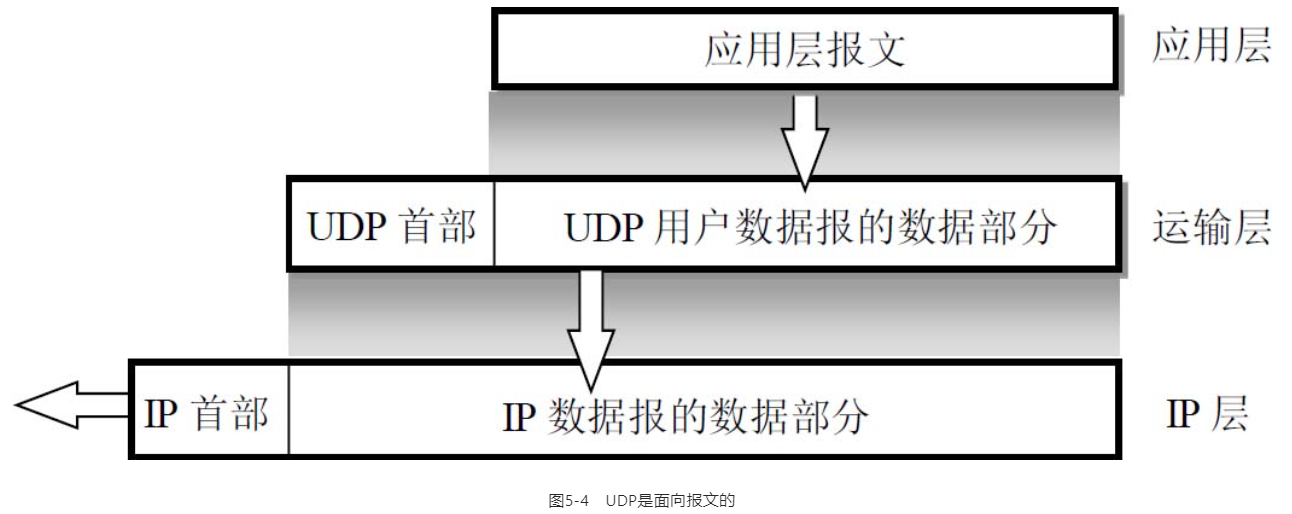 应用层报文 应用层
UDP 首部 UDP 用户数据报的数据部分 运输层
IP 首部 IP 数据报的数据部分 IP 层
图5-4 UDP是面向报文的